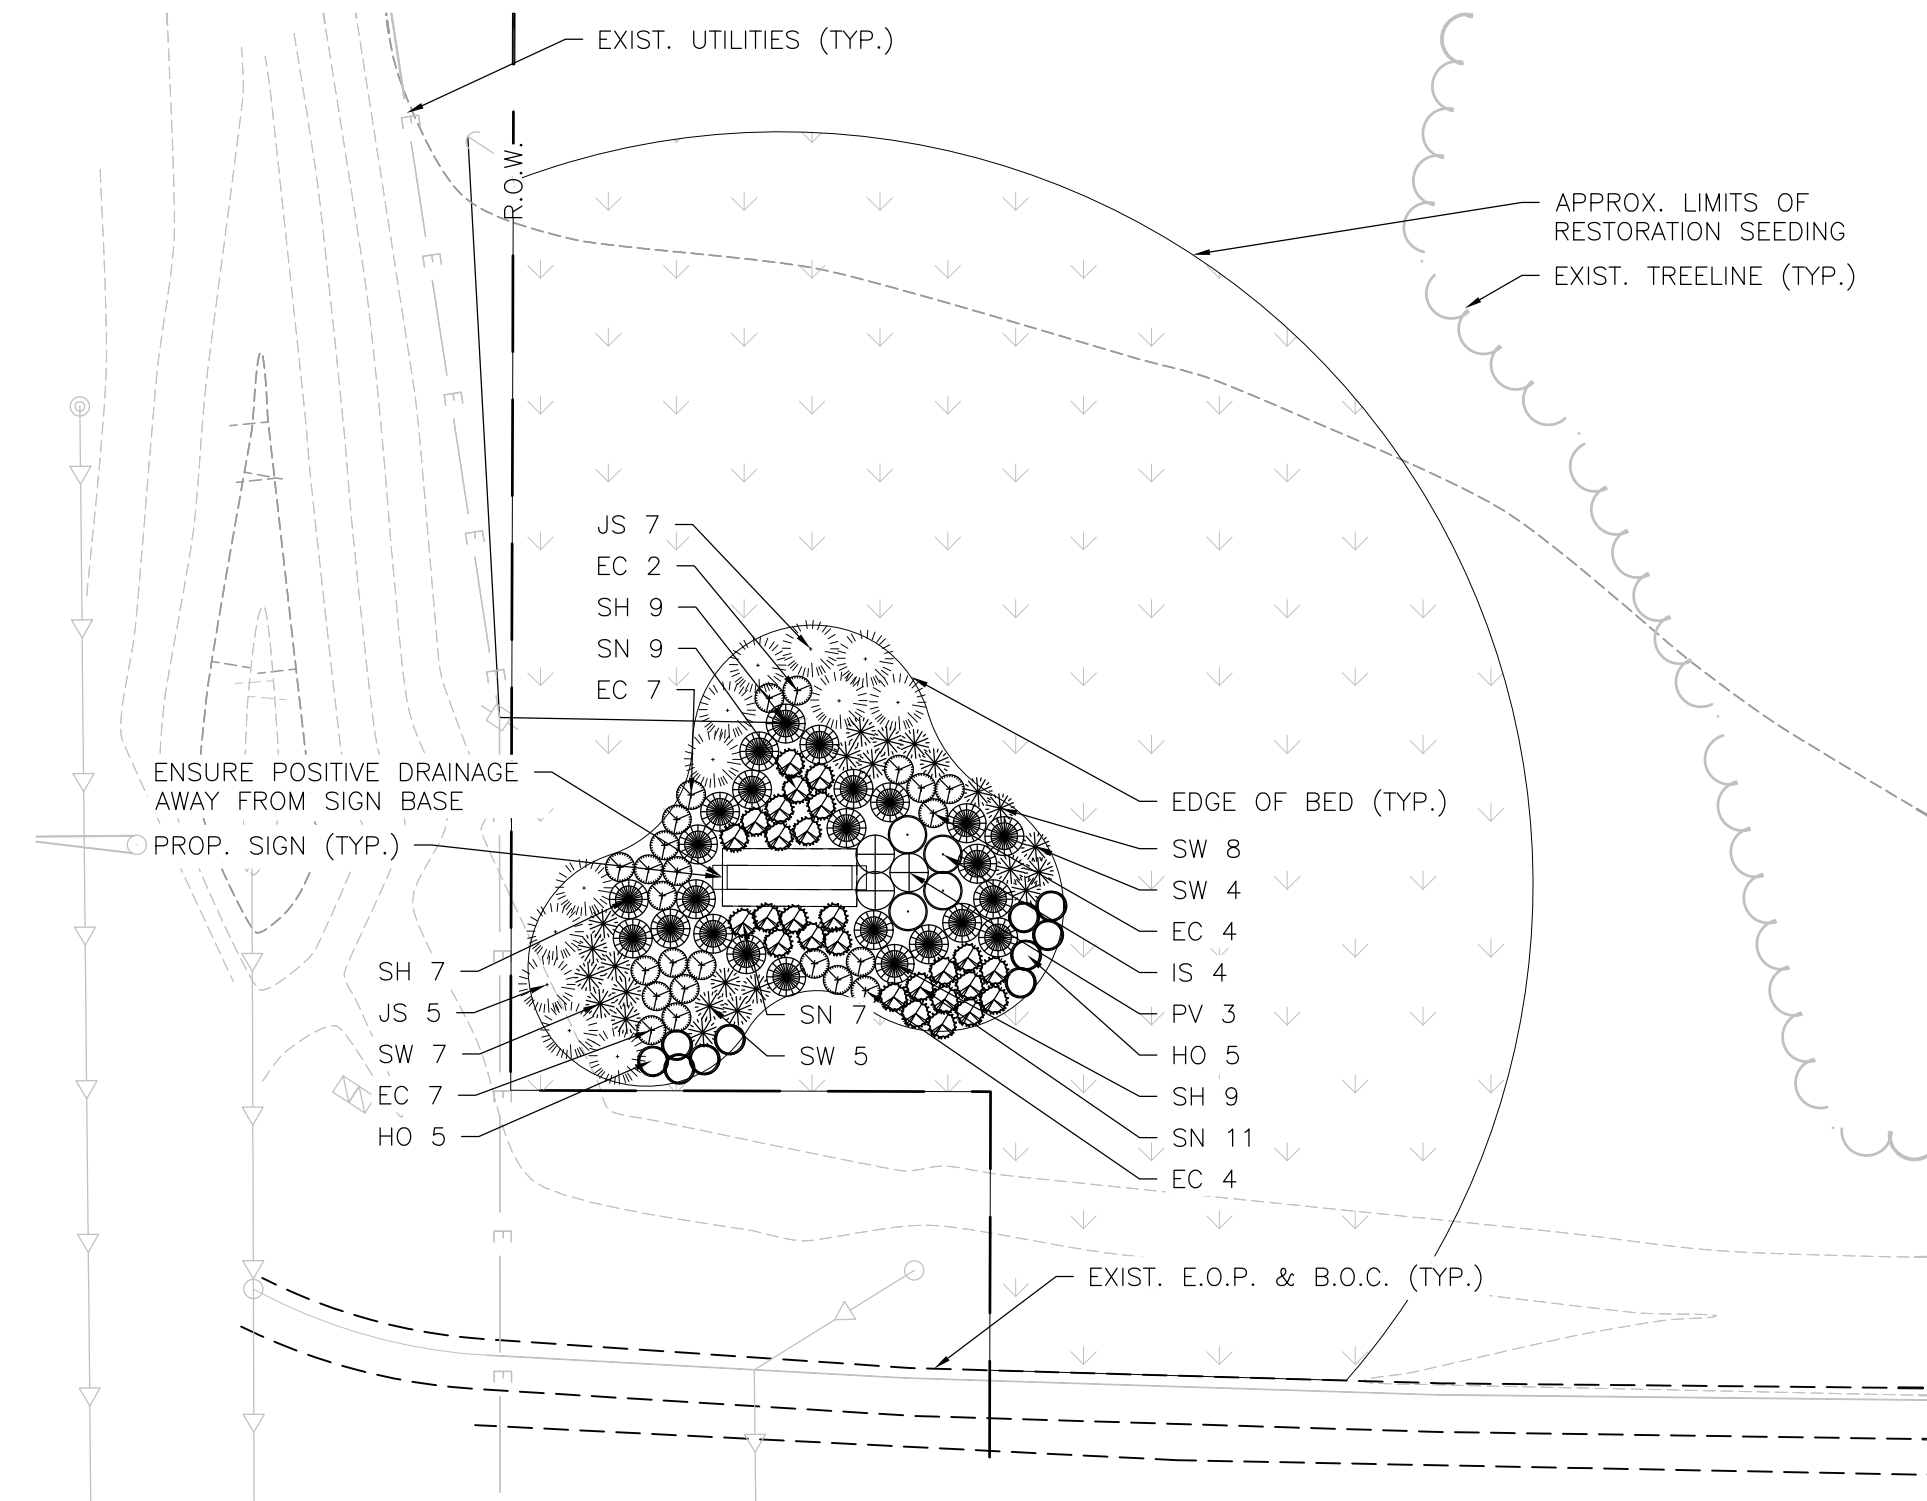 EXIST. UTILITIES (TYP.)
R.O.W.
APPROX. LIMITS OF
RESTORATION SEEDING
EXIST. TREELINE (TYP.)
E
E
E
E
E
JS 7
EC 2
SH 9
SN 9
EC 7
ENSURE POSITIVE DRAINAGE
AWAY FROM SIGN BASE
PROP. SIGN (TYP.)
EDGE OF BED (TYP.)
SW 8
SW 4
EC 4
IS 4
PV 3
HO 5
SH 9
SN 11
EC 4
SH 7
JS 5
SW 7
EC 7
HO 5
SN 7
SW 5
E
E
E
EXIST. E.O.P. & B.O.C. (TYP.)